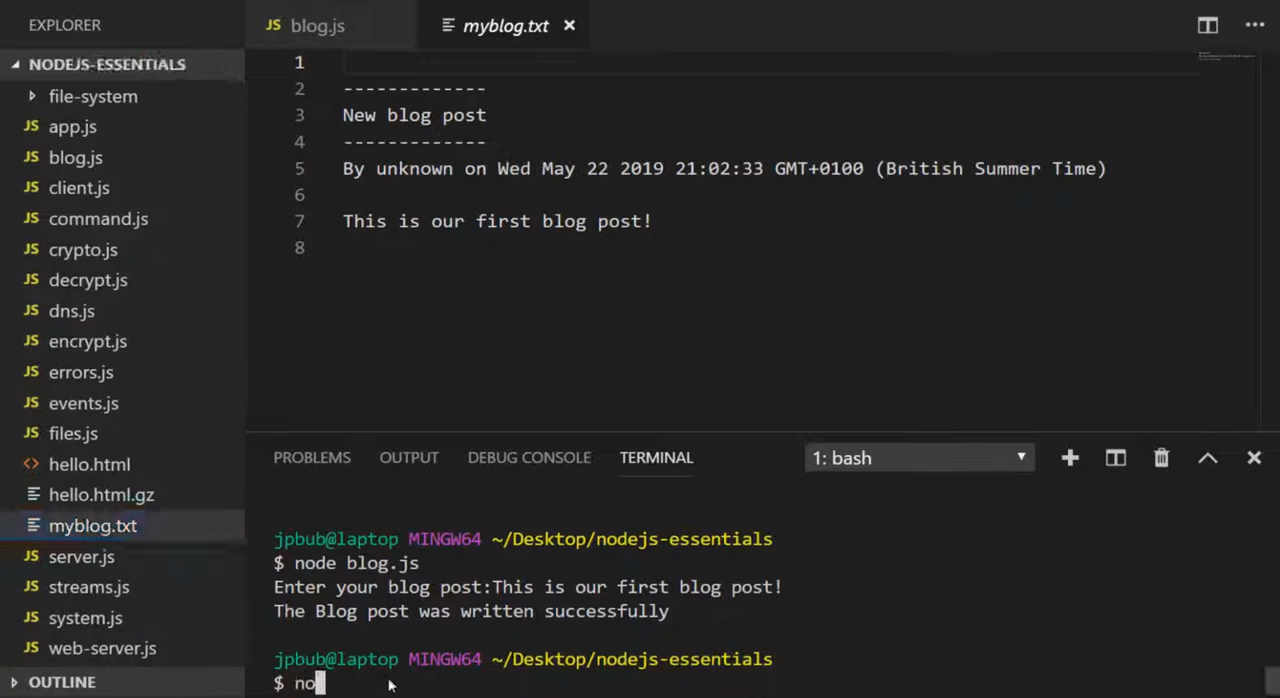 EXPLORER
NODEJS-ESSENTIALS
file-system
JS app.js
JS blog.js
JS client.js
JS command.js
JS crypto.js
JS decrypt.js
JS dns.js
JS encrypt.js
JS errors.js
JS events.js
JS files.js
<> hello.html
hello.html.gz
myblog.txt
JS server.js
JS streams.js
JS system.js
JS web-server.js
OUTLINE
JS blog.js myblog.txt
1
2 -------------
3 New blog post
4 -------------
5 By unknown on Wed May 22 2019 21:02:33 GMT+0100 (British Summer Time)
6
7 This is our first blog post!
8
PROBLEMS OUTPUT DEBUG CONSOLE TERMINAL 1: bash
jpbub@laptop MINGW64 ~/Desktop/nodejs-essentials
$ node blog.js
Enter your blog post:This is our first blog post!
The Blog post was written successfully
jpbub@laptop MINGW64 ~/Desktop/nodejs-essentials
$ no